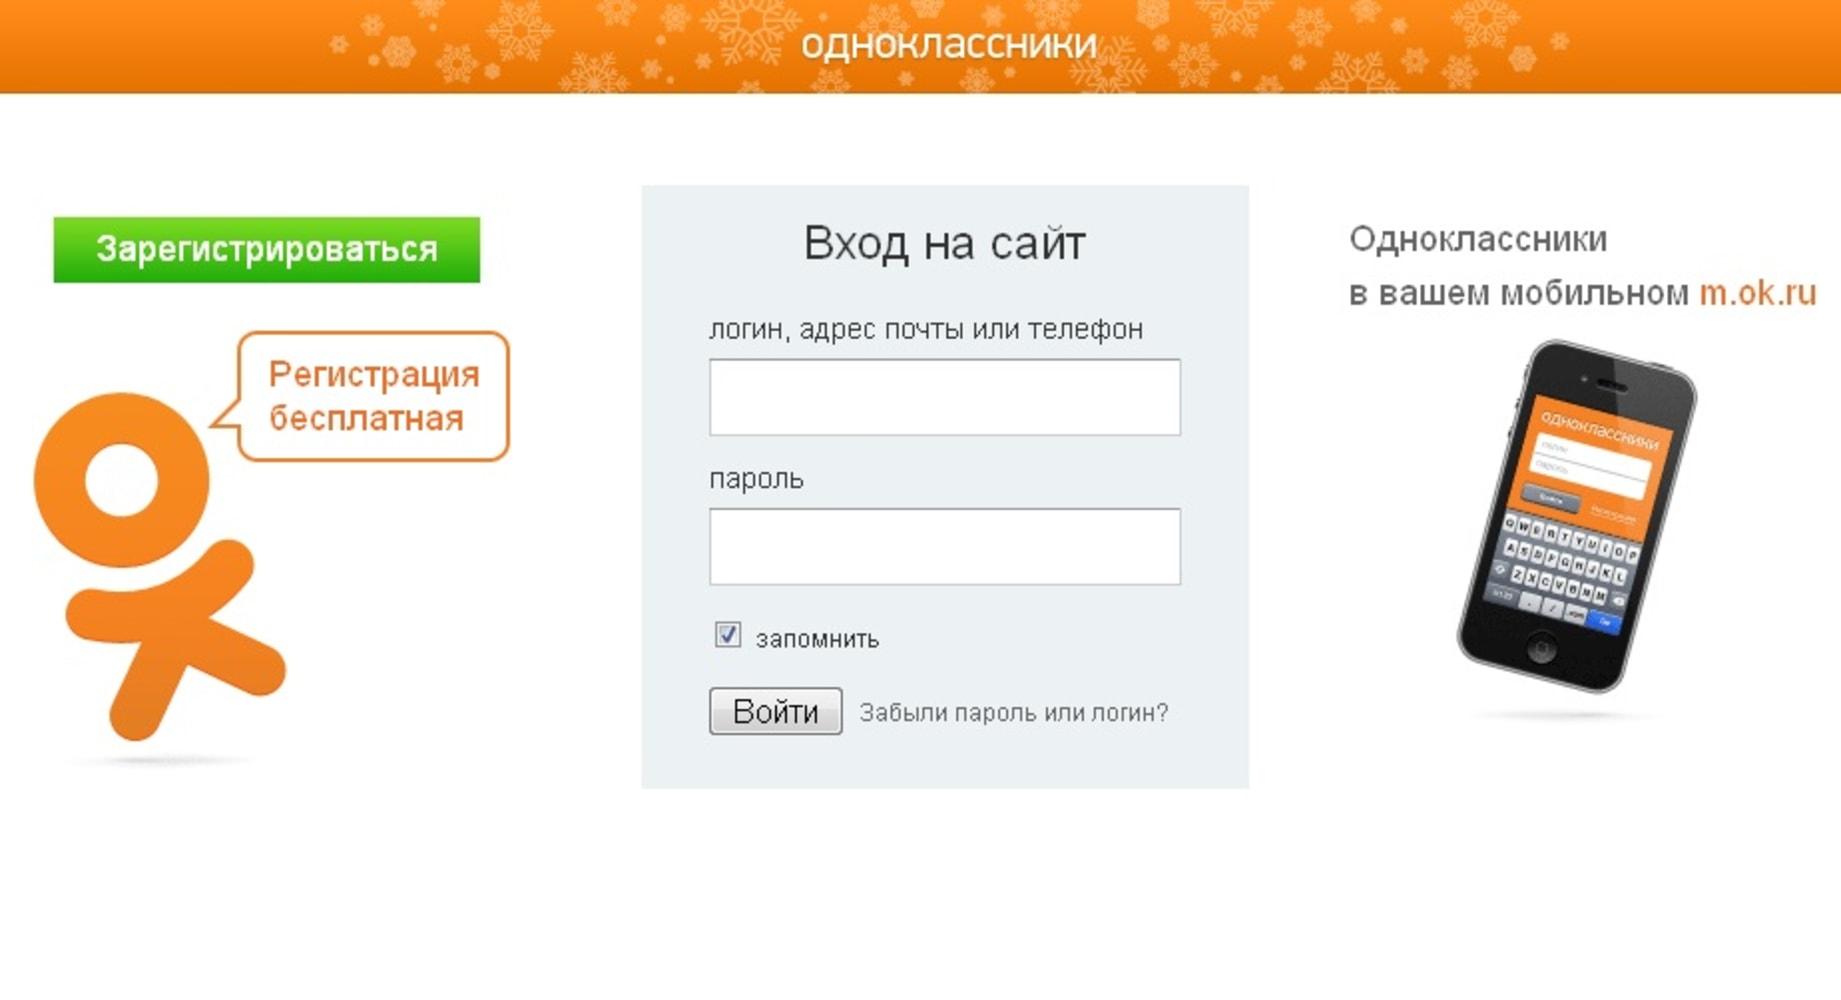 одноклассники
Зарегистрироваться
Регистрация
бесплатная
Вход на сайт
логин, адрес почты или телефон
пароль
запомнить
Войти
Забыли пароль или логин?
Одноклассники
в вашем мобильном m.ok.ru
одноклассники
Q W E R T Y U I O P
A S D F G H J K L
Z X C V B N M